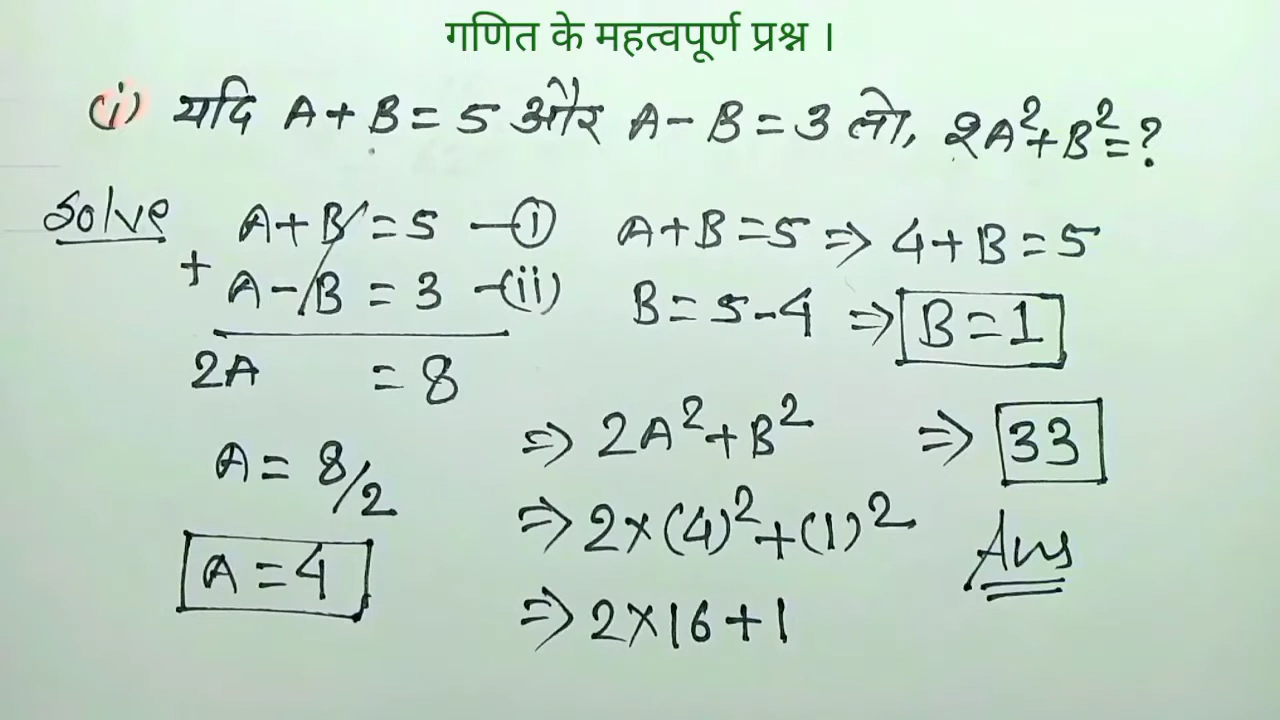 गणित के महत्वपूर्ण प्रश्न ।
(i) यदि A + B = 5 और A - B = 3 तो, 2A² + B² = ?
Solve
A + B = 5 —(i)
+ A - B = 3 —(ii)
2A = 8
A = 8/2
A = 4
A + B = 5 ⇒ 4 + B = 5
B = 5 - 4 ⇒ B = 1
⇒ 2A² + B²
⇒ 2 × (4)² + (1)²
⇒ 2 × 16 + 1
⇒ 33
Ans